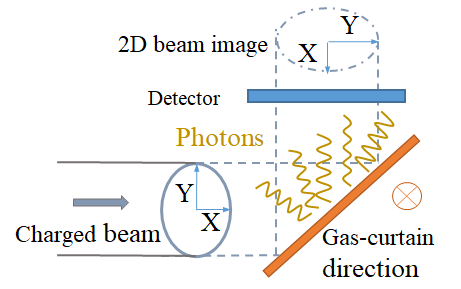 Y
2D beam image
X
Detector
Photons
Y
X
Charged beam
Gas-curtain
direction